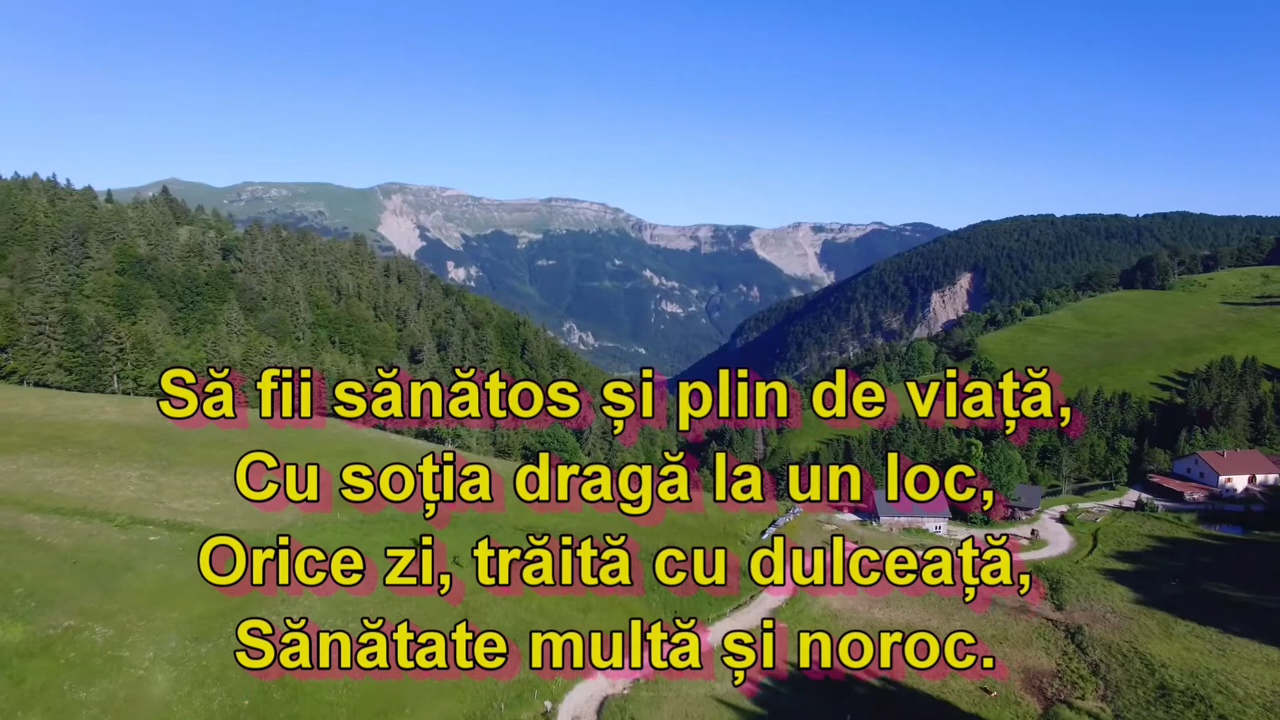 Să fii sănătos și plin de viață,
Cu soția dragă la un loc,
Orice zi, trăită cu dulceață,
Sănătate multă și noroc.